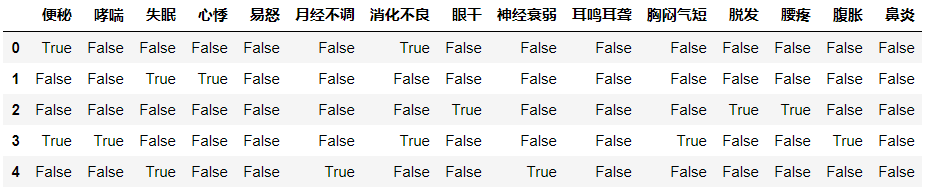 便秘 哮喘 失眠 心悸 易怒 月经不调 消化不良 眼干 神经衰弱 耳鸣耳聋 胸闷气短 脱发 腰疼 腹胀 鼻炎
0 True False False False False False True False False False False False False False False
1 False False True True False False False False False False False False False False False
2 False False False False False False False True False False False True True False False
3 True True False False False False True False False False True False False True False
4 False False True False False True False False True False False False False False False